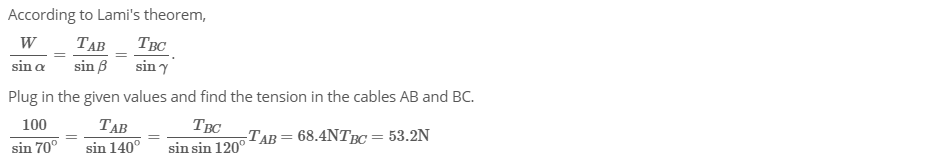 According to Lami's theorem,
W/sin α = T_AB/sin β = T_BC/sin γ.
Plug in the given values and find the tension in the cables AB and BC.
100/sin 70° = T_AB/sin 140° = T_BC/sin sin 120° T_AB = 68.4N T_BC = 53.2N